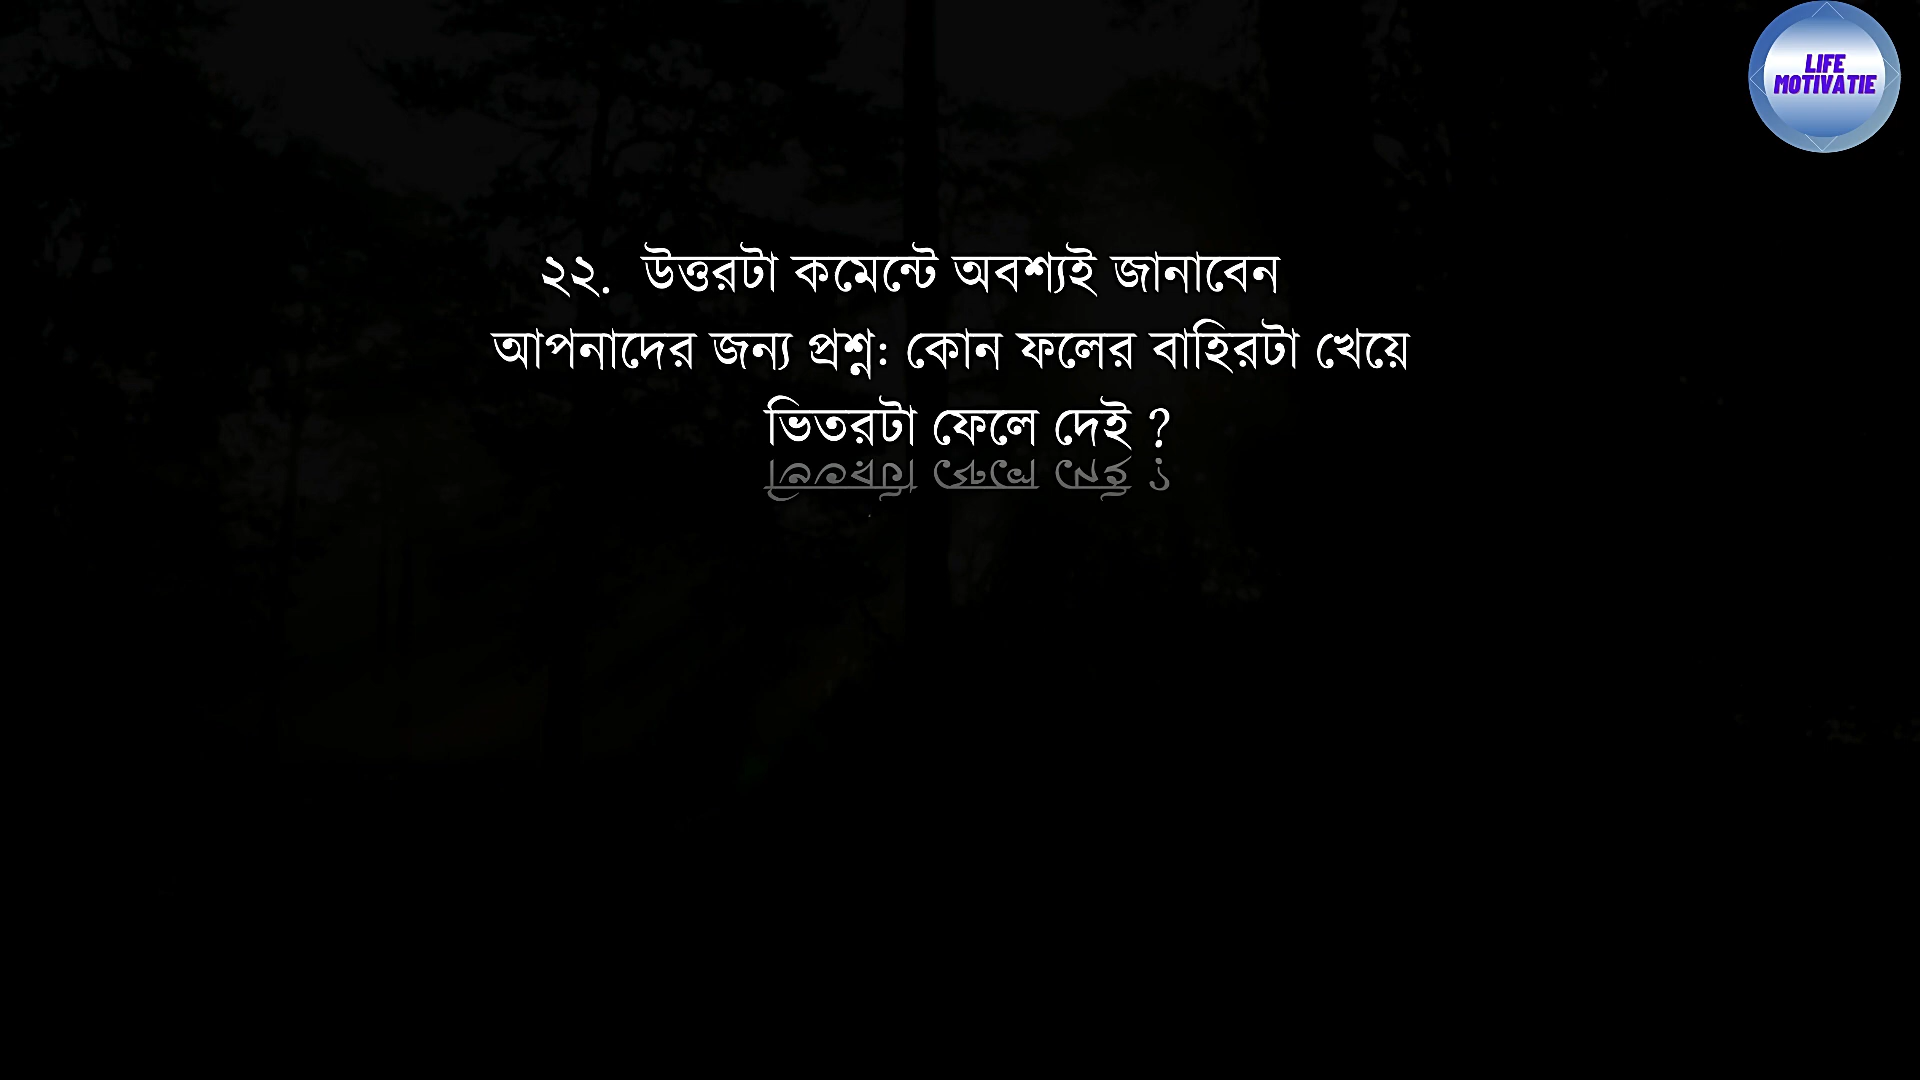 LIFE
MOTIVATIE
২২. উত্তরটা কমেন্টে অবশ্যই জানাবেন
আপনাদের জন্য প্রশ্ন: কোন ফলের বাহিরটা খেয়ে
ভিতরটা ফেলে দেই ?